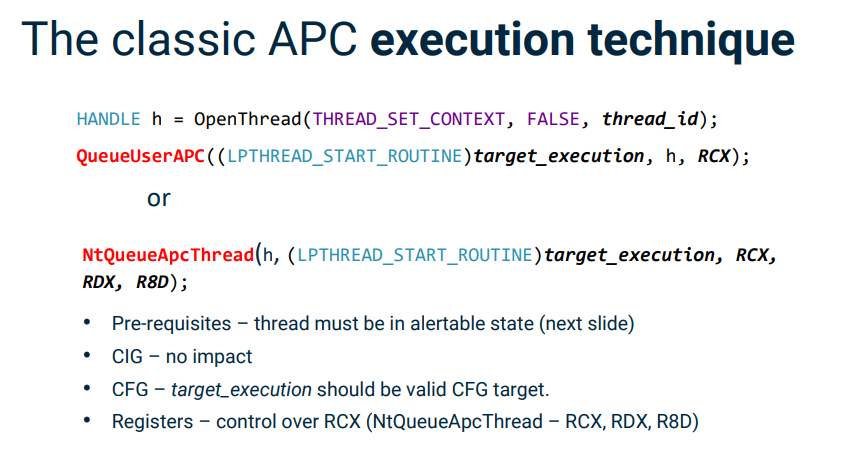 The classic APC execution technique
HANDLE h = OpenThread(THREAD_SET_CONTEXT, FALSE, thread_id);
QueueUserAPC((LPTHREAD_START_ROUTINE)target_execution, h, RCX);
or
NtQueueApcThread(h, (LPTHREAD_START_ROUTINE)target_execution, RCX,
RDX, R8D);
• Pre-requisites – thread must be in alertable state (next slide)
• CIG – no impact
• CFG – target_execution should be valid CFG target.
• Registers – control over RCX (NtQueueApcThread – RCX, RDX, R8D)